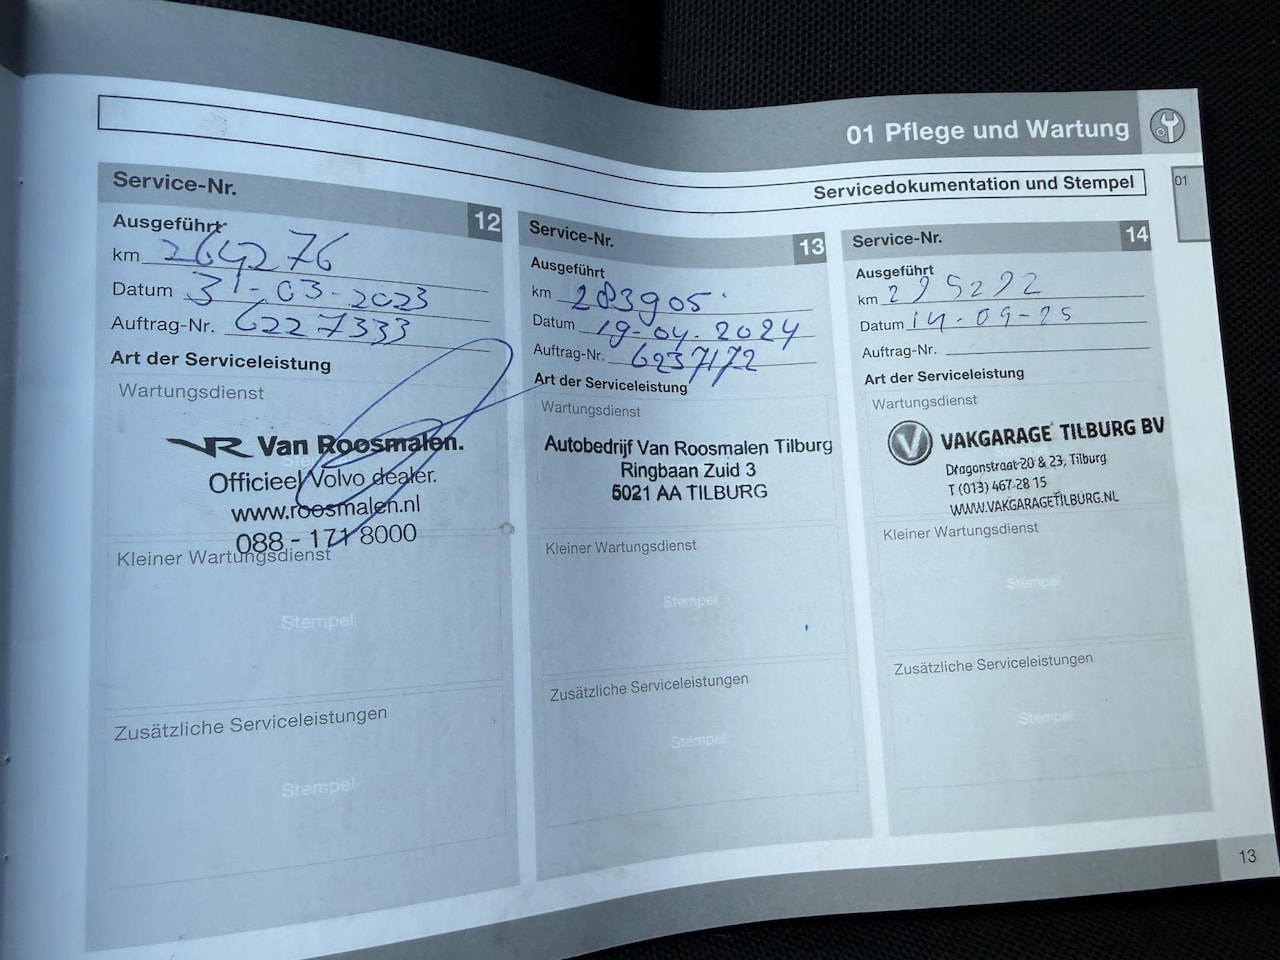 01 Pflege und Wartung
01
Servicedokumentation und Stempel
Service-Nr.
12
Ausgeführt
km 264276
Datum 31-03-2023
Auftrag-Nr. 6227333
Art der Serviceleistung
Wartungsdienst
VR Van Roosmalen.
Officieel Volvo dealer.
www.roosmalen.nl
088 - 171 8000
Kleiner Wartungsdienst
Stempel
Zusätzliche Serviceleistungen
Stempel
Service-Nr.
13
Ausgeführt
km 283905
Datum 19-04-2024
Auftrag-Nr. 6237172
Art der Serviceleistung
Wartungsdienst
Autobedrijf Van Roosmalen Tilburg
Ringbaan Zuid 3
5021 AA TILBURG
Kleiner Wartungsdienst
Stempel
Zusätzliche Serviceleistungen
Stempel
Service-Nr.
14
Ausgeführt
km 295292
Datum 14-09-25
Auftrag-Nr.
Art der Serviceleistung
Wartungsdienst
V VAKGARAGE TILBURG BV
Dragonstraat 20 & 23, Tilburg
T (013) 467 28 15
WWW.VAKGARAGETILBURG.NL
Kleiner Wartungsdienst
Stempel
Zusätzliche Serviceleistungen
Stempel
13